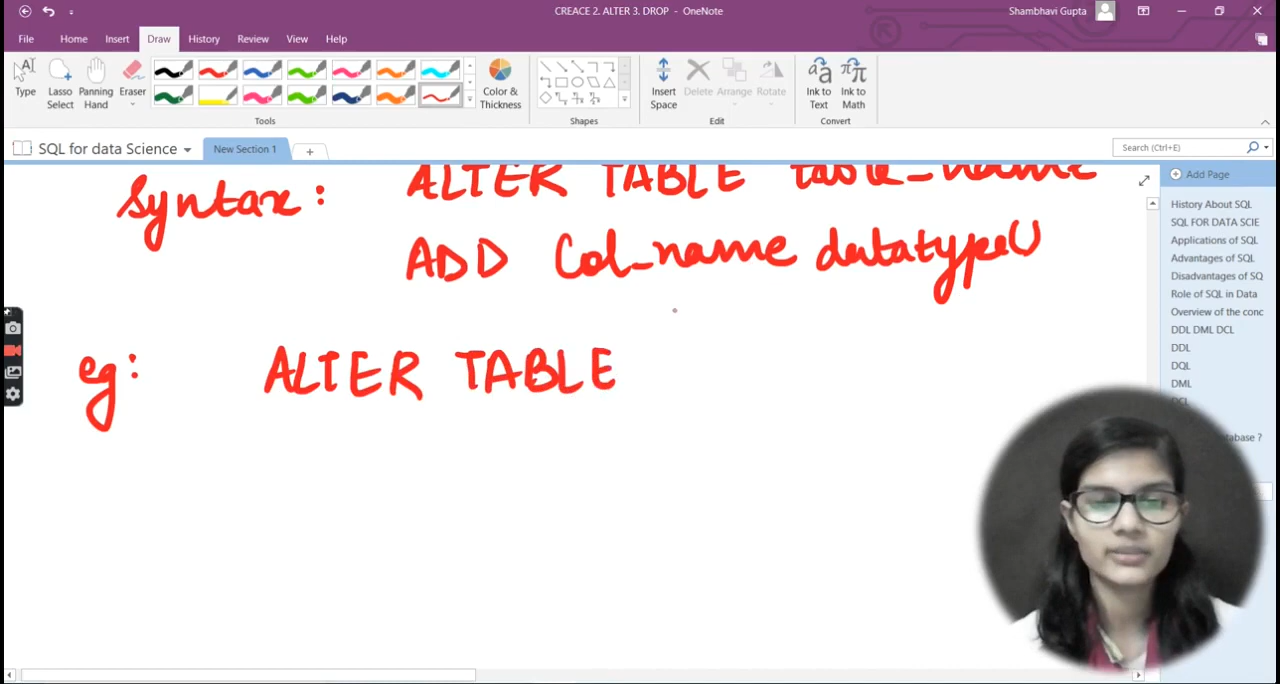 CREACE 2. ALTER 3. DROP - OneNote
Shambhavi Gupta
File Home Insert Draw History Review View Help
Type
Lasso Select
Panning Hand
Eraser
Color & Thickness
Insert Space
Delete
Arrange
Rotate
Ink to Text
Ink to Math
Tools
Shapes
Edit
Convert
SQL for data Science
New Section 1
Search (Ctrl+E)
Add Page
Syntax: ALTER TABLE table_name
ADD Col_name datatype()
eg: ALTER TABLE
History About SQL
SQL FOR DATA SCIE
Applications of SQL
Advantages of SQL
Disadvantages of SQ
Role of SQL in Data
Overview of the conc
DDL DML DCL
DDL
DQL
DML
DCL